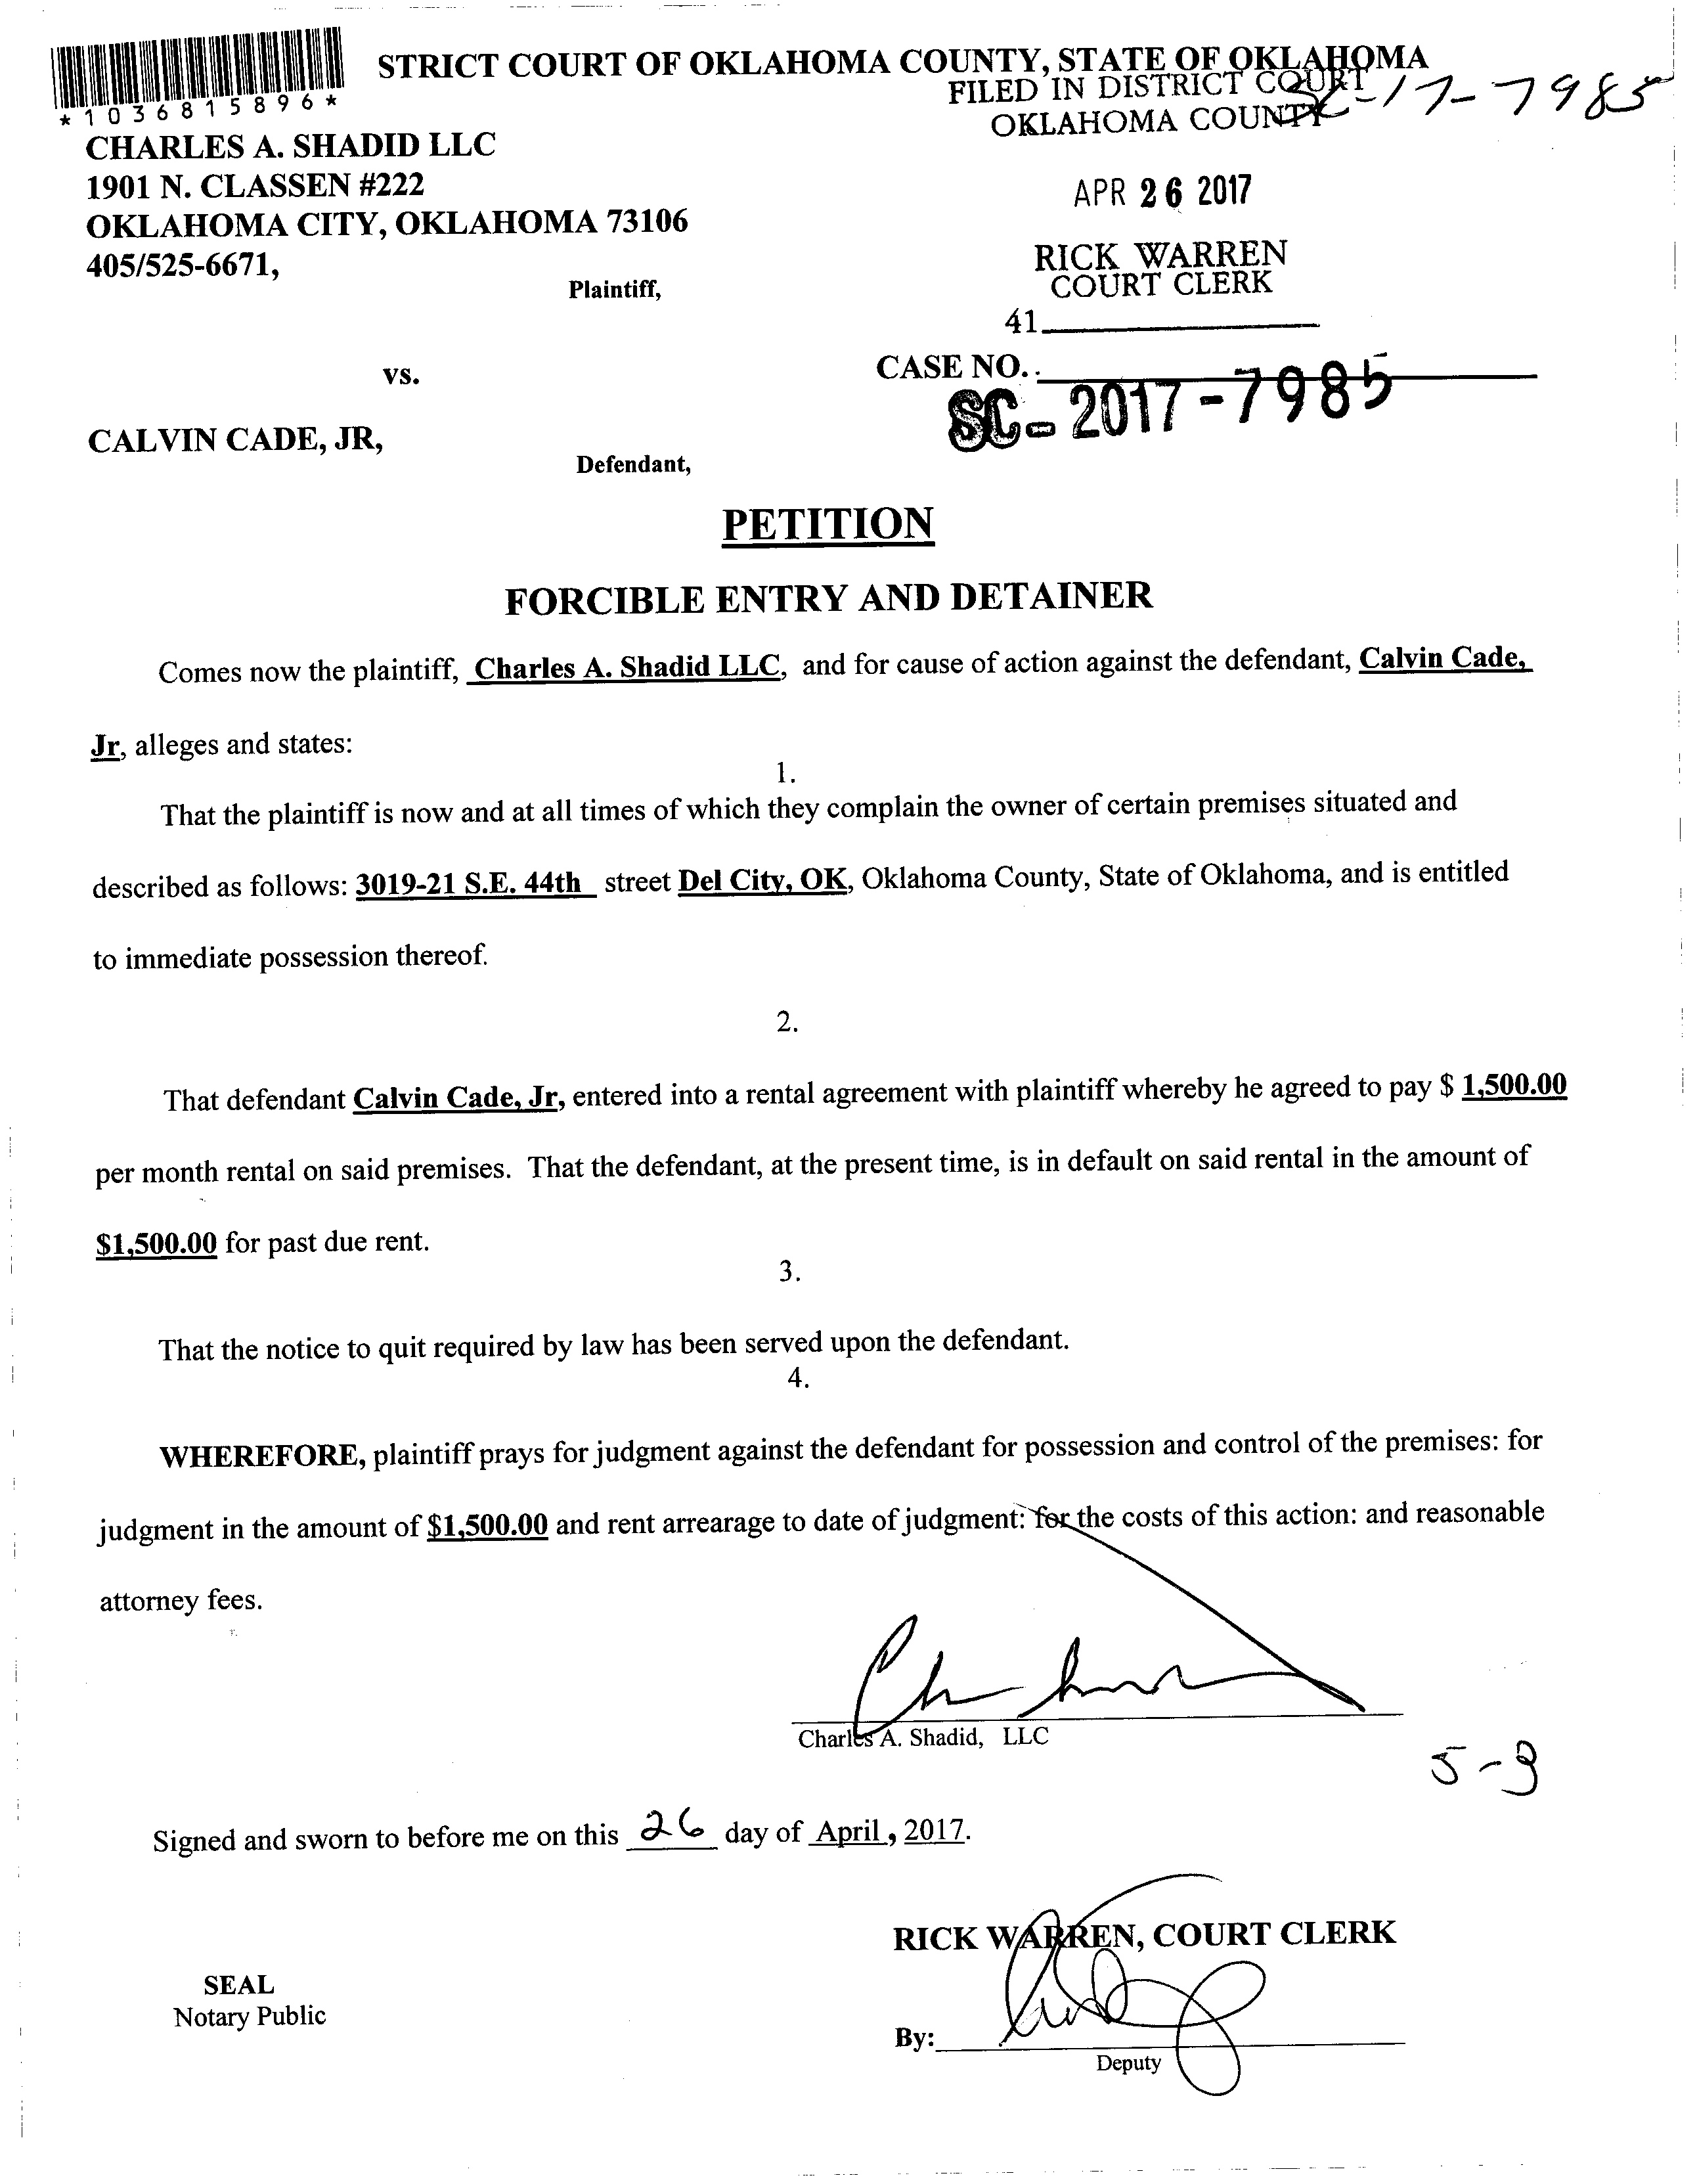 STRICT COURT OF OKLAHOMA COUNTY, STATE OF OKLAHOMA
FILED IN DISTRICT COURT
OKLAHOMA COUNTY
SC-17-7985
*1036815896*
CHARLES A. SHADID LLC
1901 N. CLASSEN #222
OKLAHOMA CITY, OKLAHOMA 73106
405/525-6671,
Plaintiff,
APR 26 2017
RICK WARREN
COURT CLERK
41
vs.
CASE NO.
SC-2017-7985
CALVIN CADE, JR,
Defendant,
PETITION
FORCIBLE ENTRY AND DETAINER
Comes now the plaintiff, Charles A. Shadid LLC, and for cause of action against the defendant, Calvin Cade,
Jr, alleges and states:
1.
That the plaintiff is now and at all times of which they complain the owner of certain premises situated and
described as follows: 3019-21 S.E. 44th street Del City, OK, Oklahoma County, State of Oklahoma, and is entitled
to immediate possession thereof.
2.
That defendant Calvin Cade, Jr, entered into a rental agreement with plaintiff whereby he agreed to pay $ 1,500.00
per month rental on said premises. That the defendant, at the present time, is in default on said rental in the amount of
$1,500.00 for past due rent.
3.
That the notice to quit required by law has been served upon the defendant.
4.
WHEREFORE, plaintiff prays for judgment against the defendant for possession and control of the premises: for
judgment in the amount of $1,500.00 and rent arrearage to date of judgment: for the costs of this action: and reasonable
attorney fees.
Charles A. Shadid, LLC
5-3
Signed and sworn to before me on this 26 day of April, 2017.
RICK WARREN, COURT CLERK
SEAL
Notary Public
By:
Deputy